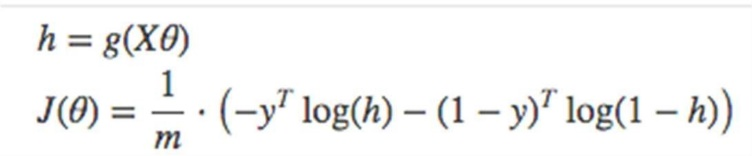 h = g(Xθ)
J(θ) = 1/m · (−y^T log(h) − (1 − y)^T log(1 − h))